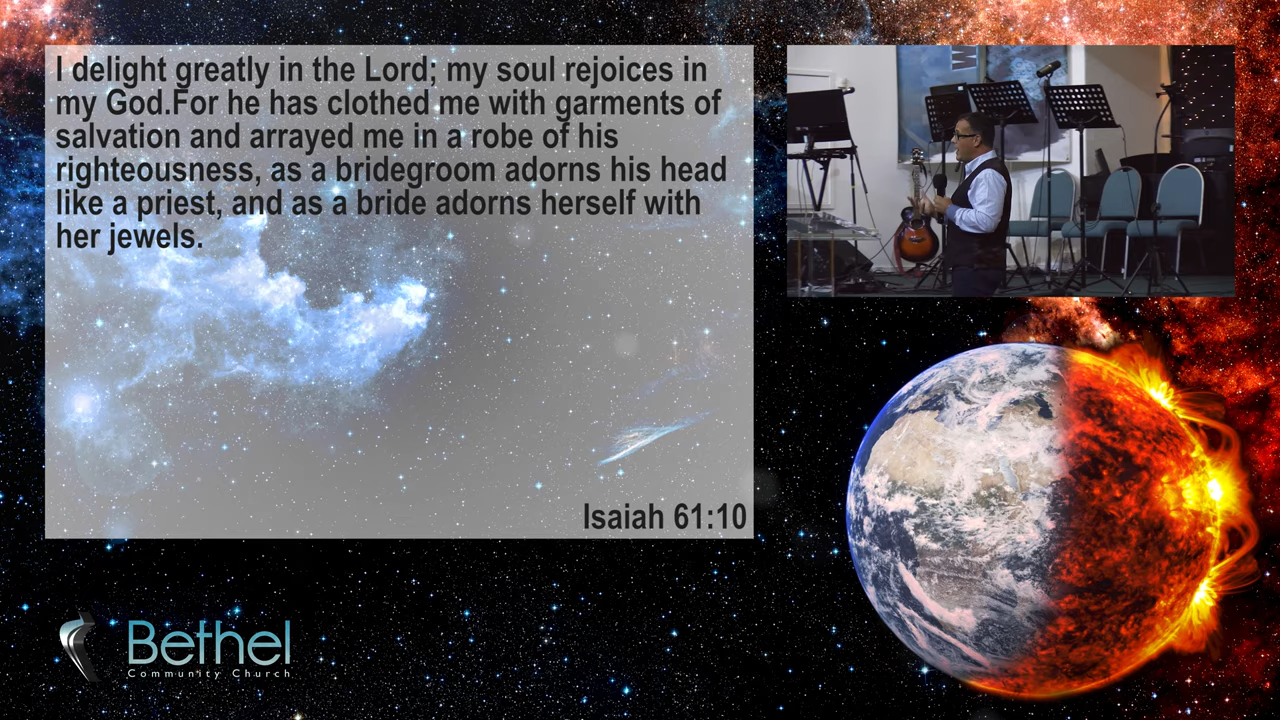 I delight greatly in the Lord; my soul rejoices in
my God.For he has clothed me with garments of
salvation and arrayed me in a robe of his
righteousness, as a bridegroom adorns his head
like a priest, and as a bride adorns herself with
her jewels.
Isaiah 61:10
W
Bethel
Community Church